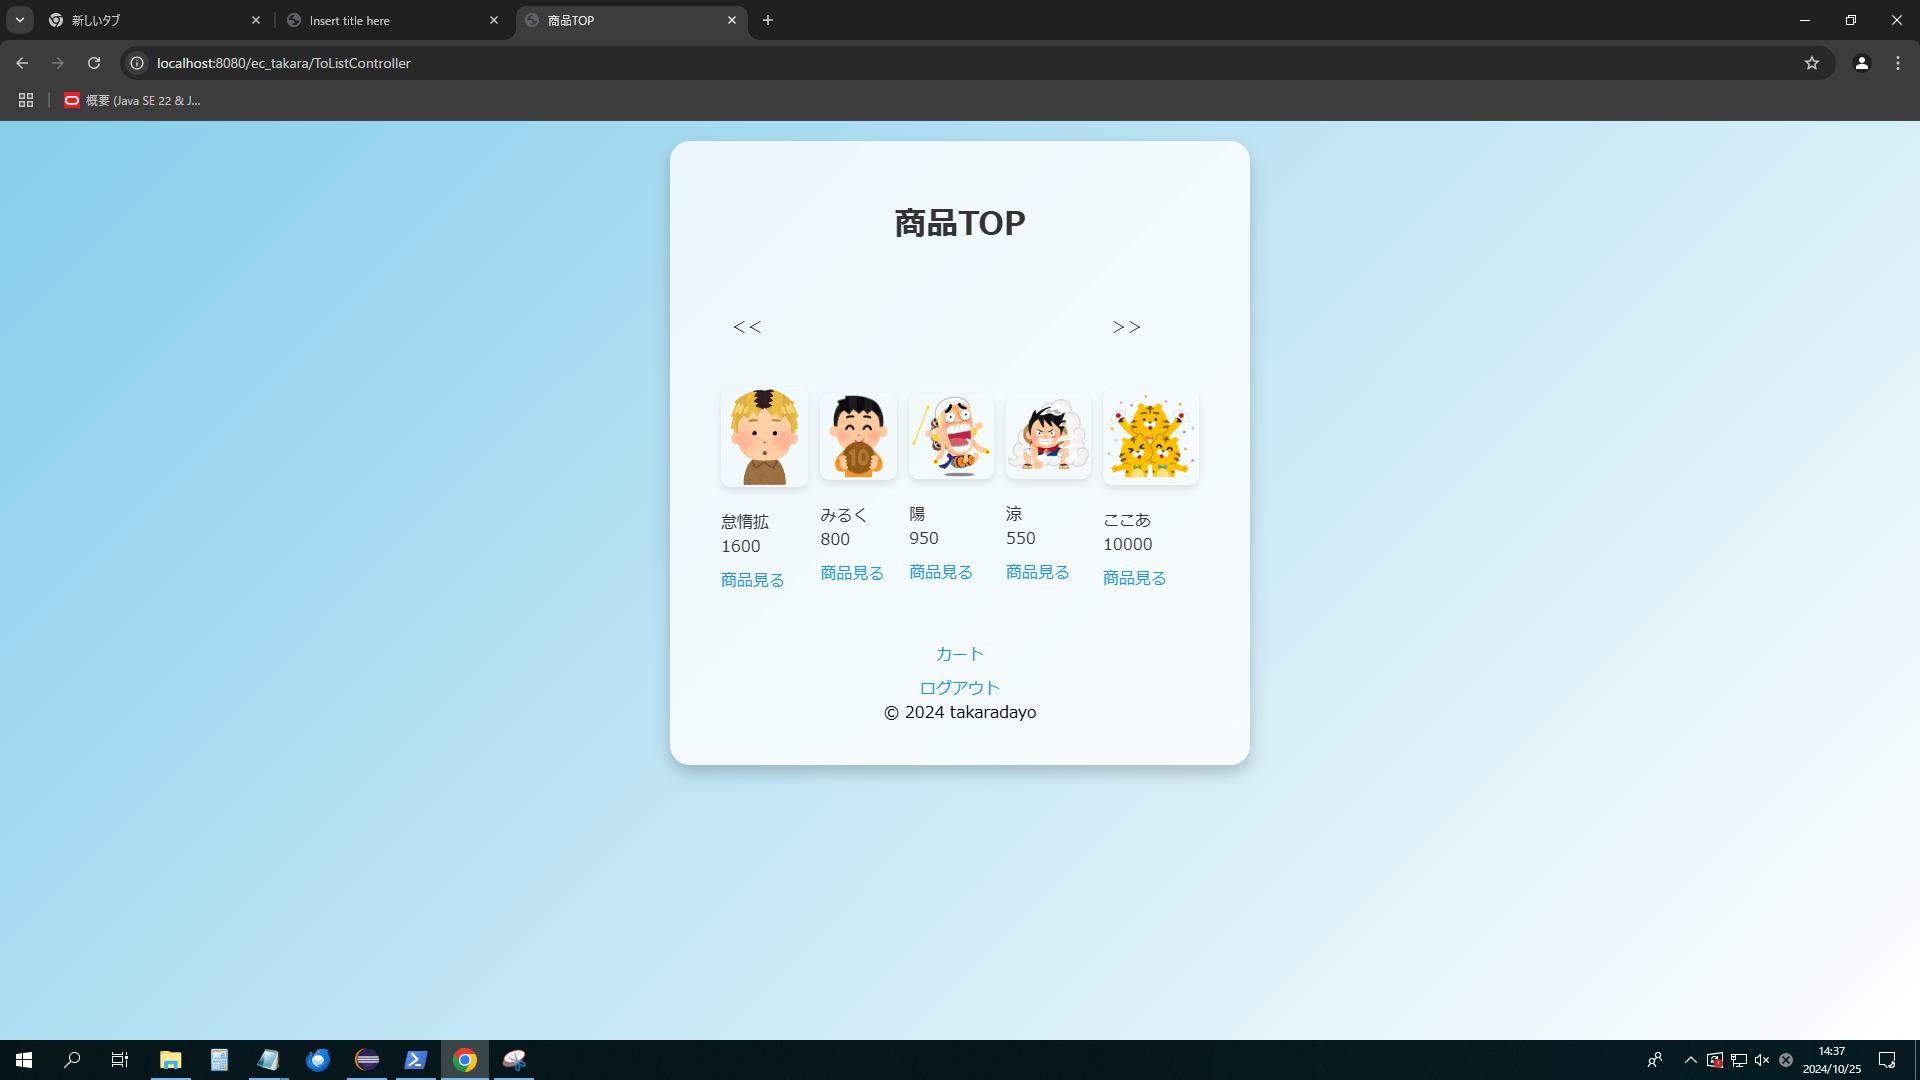 新しいタブ
Insert title here
商品TOP
localhost:8080/ec_takara/ToListController
概要 (Java SE 22 & J...
商品TOP
<< >>
怠惰拡
1600
商品見る
みるく
800
商品見る
陽
950
商品見る
涼
550
商品見る
ここあ
10000
商品見る
カート
ログアウト
© 2024 takaradayo
14:37
2024/10/25